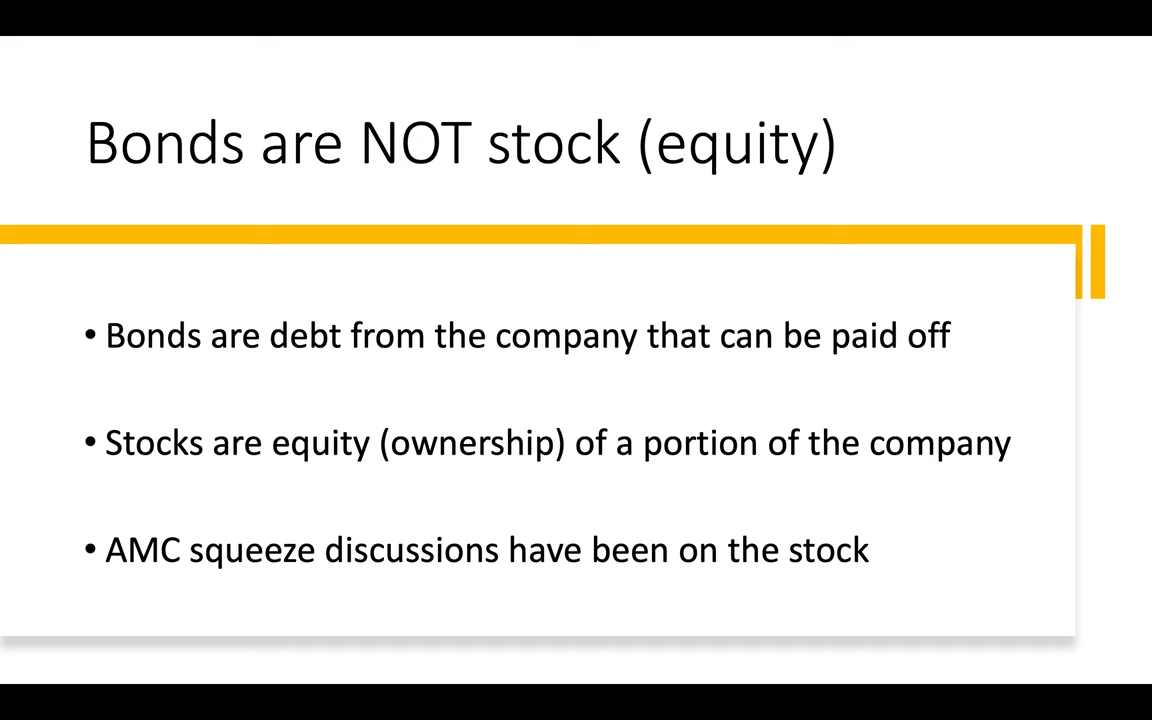 Bonds are NOT stock (equity)
• Bonds are debt from the company that can be paid off
• Stocks are equity (ownership) of a portion of the company
• AMC squeeze discussions have been on the stock